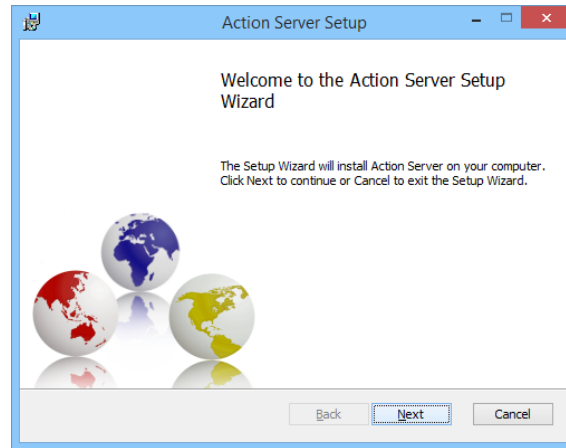 Action Server Setup
Welcome to the Action Server Setup
Wizard
The Setup Wizard will install Action Server on your computer.
Click Next to continue or Cancel to exit the Setup Wizard.
Back Next Cancel